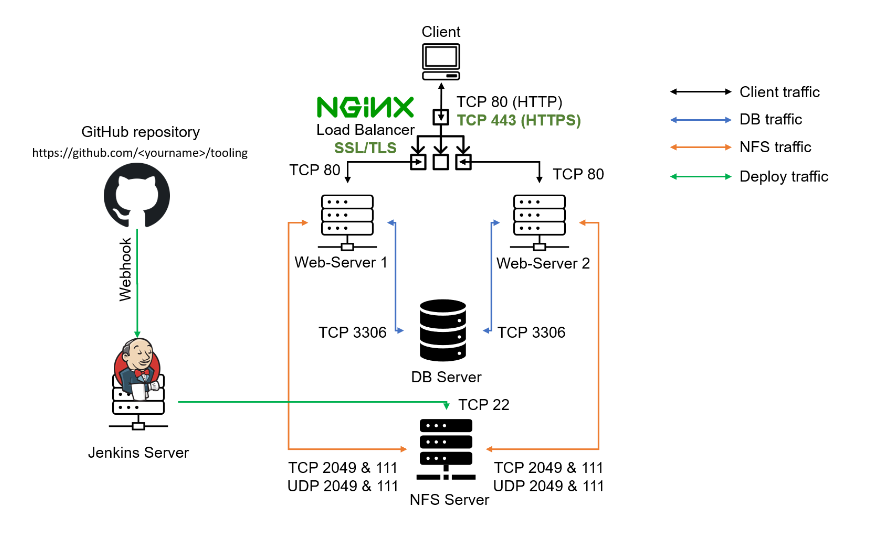 Client
NGINX
Load Balancer
SSL/TLS
TCP 80 (HTTP)
TCP 443 (HTTPS)
Client traffic
DB traffic
NFS traffic
Deploy traffic
GitHub repository
https://github.com/<yourname>/tooling
Webhook
Jenkins Server
TCP 80
TCP 80
Web-Server 1
Web-Server 2
TCP 3306
TCP 3306
DB Server
TCP 22
TCP 2049 & 111
UDP 2049 & 111
TCP 2049 & 111
UDP 2049 & 111
NFS Server